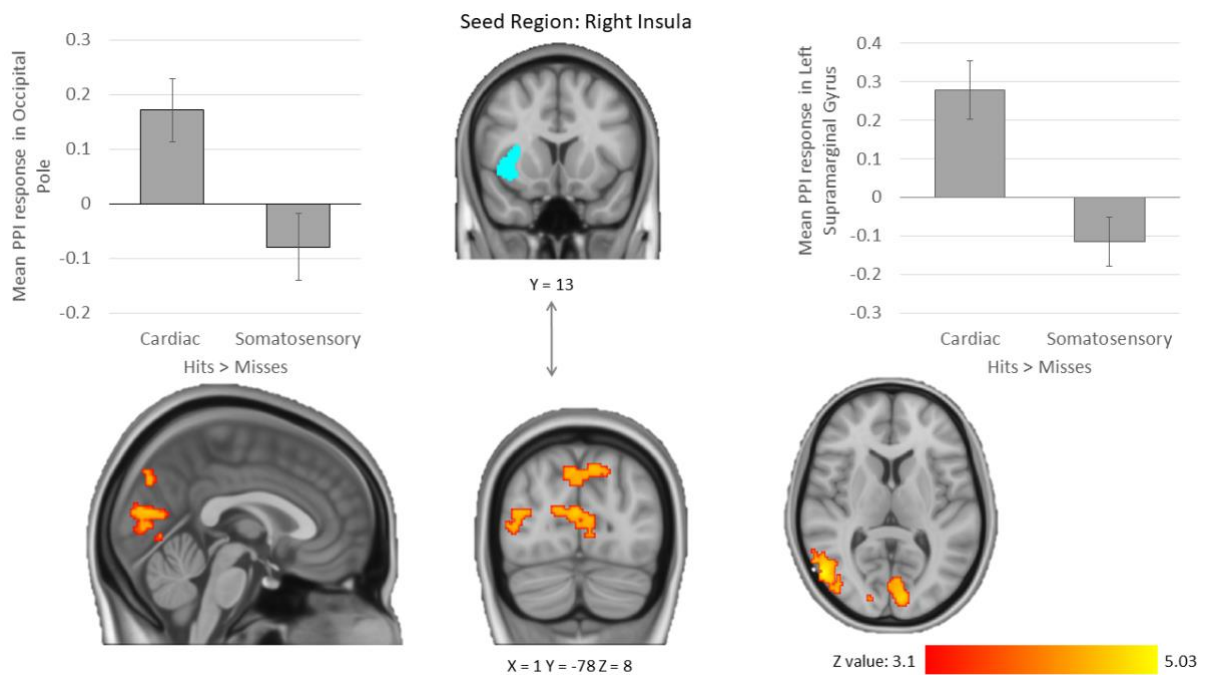 Seed Region: Right Insula
Mean PPI response in Occipital
Pole
0.3
0.2
0.1
0
-0.1
-0.2
Cardiac Somatosensory
Hits > Misses
Y = 13
Mean PPI response in Left
Supramarginal Gyrus
0.4
0.3
0.2
0.1
0
-0.1
-0.2
-0.3
Cardiac Somatosensory
Hits > Misses
X = 1 Y = -78 Z = 8
Z value: 3.1 5.03